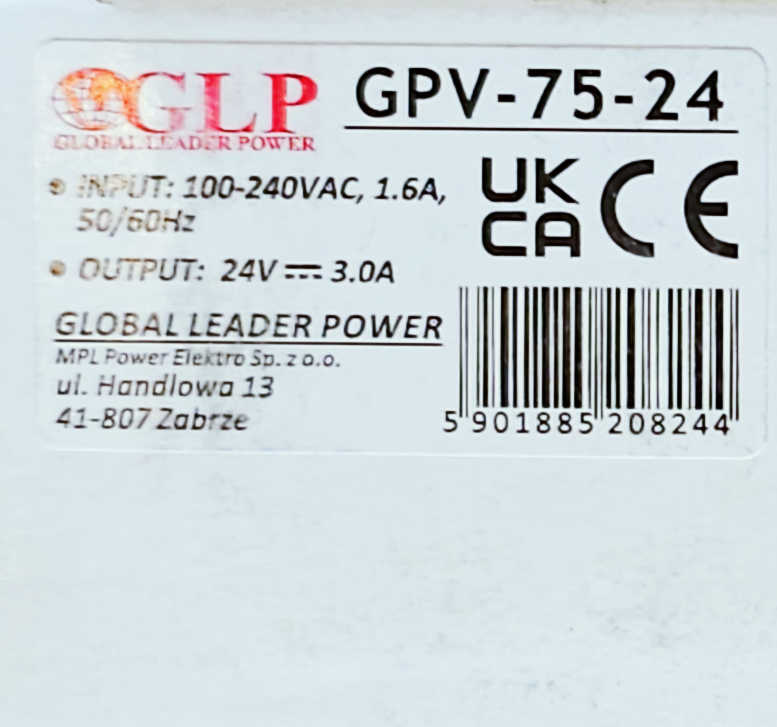 GLP
GLOBAL LEADER POWER
GPV-75-24
INPUT: 100-240VAC, 1.6A,
50/60Hz
OUTPUT: 24V ⎓ 3.0A
UK
CA CE
GLOBAL LEADER POWER
MPL Power Elektro Sp. z o.o.
ul. Handlowa 13
41-807 Zabrze
5 901885 208244